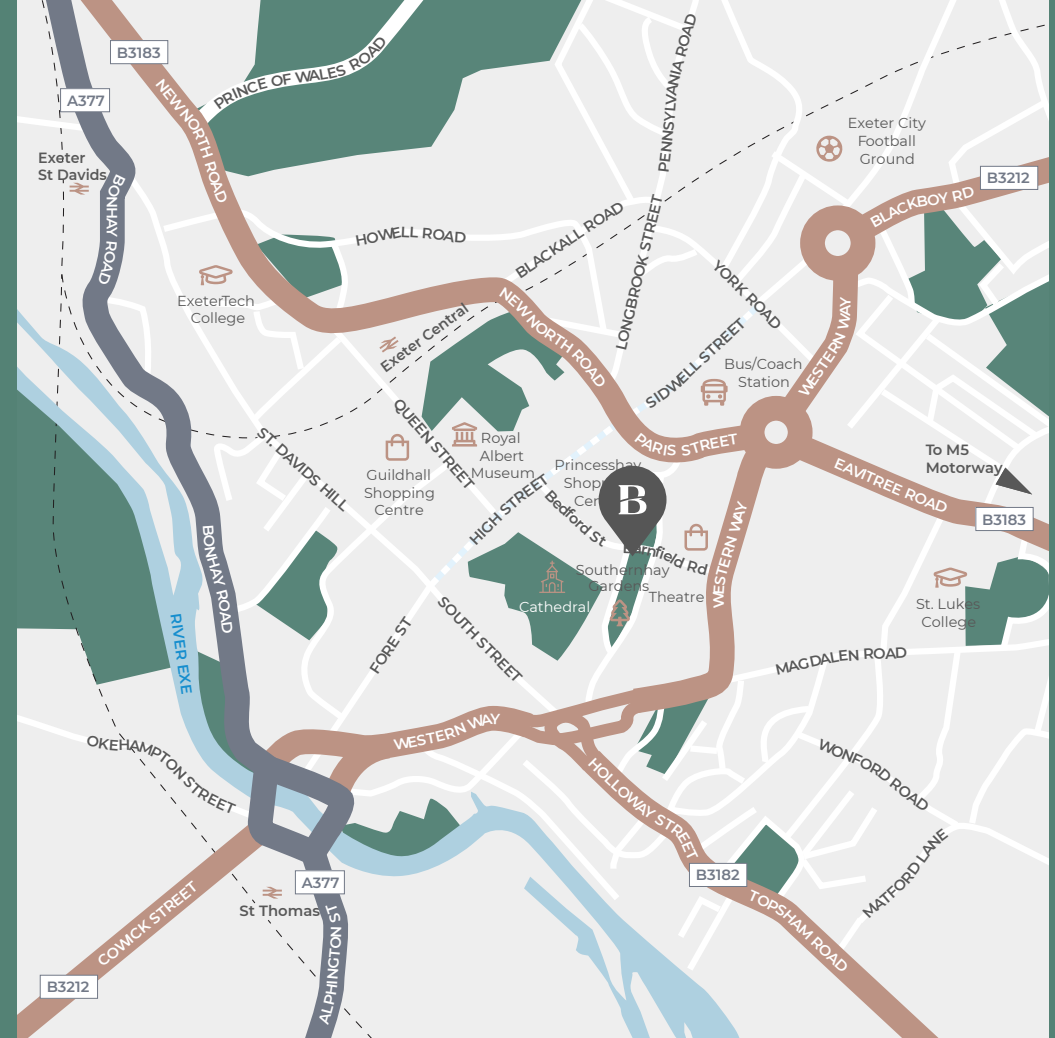 B3183
PRINCE OF WALES ROAD
A377
NEW NORTH ROAD
PENNSYLVANIA ROAD
Exeter City
Football
Ground
Exeter
St Davids
B3212
BLACKBOY RD
BONHAY ROAD
HOWELL ROAD
BLACKALL ROAD
LONGBROOK STREET
YORK ROAD
ExeterTech
College
Exeter Central
NEW NORTH ROAD
SIDWELL STREET
WESTERN WAY
Bus/Coach
Station
QUEEN STREET
ST. DAVIDS HILL
Royal
Albert
Museum
PARIS STREET
EAVITREE ROAD
To M5
Motorway
Guildhall
Shopping
Centre
Princesshay
HIGH STREET
B
Bedford St
B3183
WESTERN WAY
BONHAY ROAD
Southernhay
Gardens
Theatre
Cathedral
St. Lukes
College
RIVER EXE
FORE ST
SOUTH STREET
MAGDALEN ROAD
WESTERN WAY
OKEHAMPTON STREET
HOLLOWAY STREET
WONFORD ROAD
MATFORD LANE
B3182
A377
St Thomas
COWICK STREET
ALPHINGTON ST
TOPSHAM ROAD
B3212